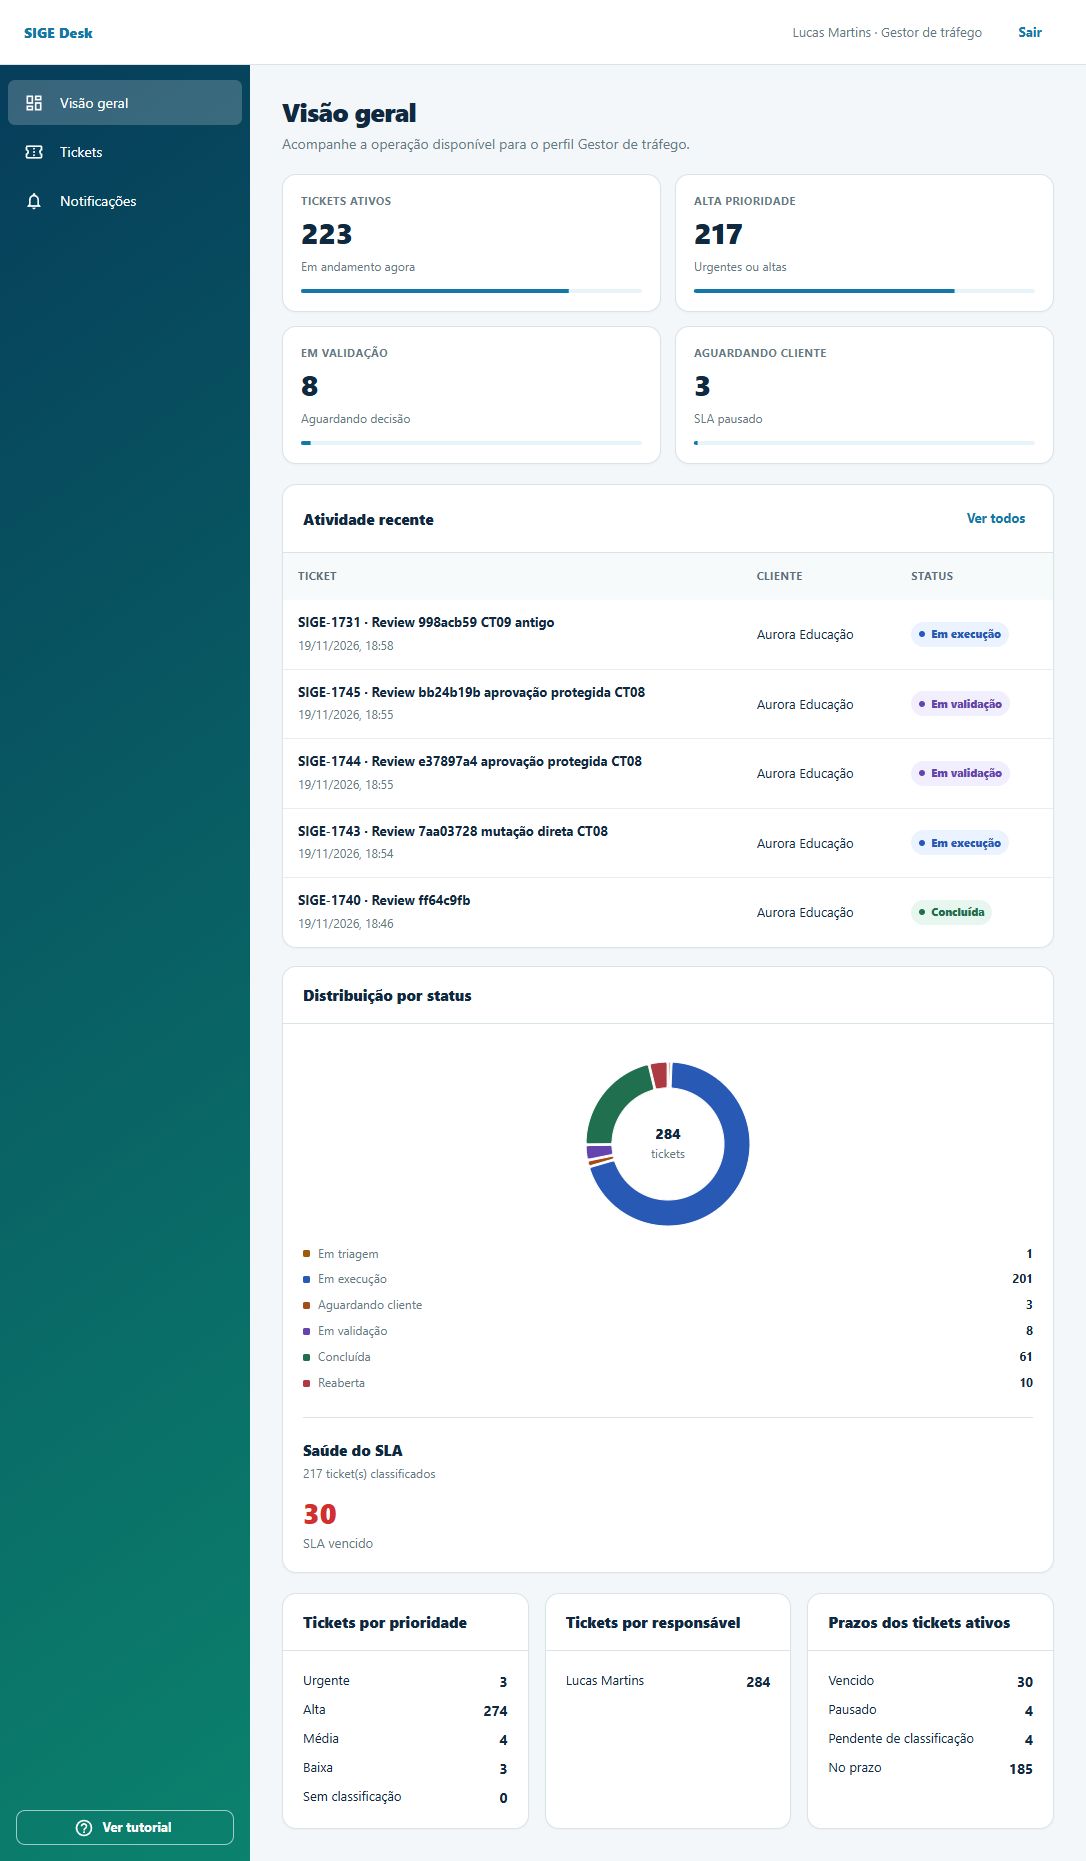 SIGE Desk
Lucas Martins · Gestor de tráfego
Sair
Visão geral
Tickets
Notificações
Visão geral
Acompanhe a operação disponível para o perfil Gestor de tráfego.
TICKETS ATIVOS
223
Em andamento agora
ALTA PRIORIDADE
217
Urgentes ou altas
EM VALIDAÇÃO
8
Aguardando decisão
AGUARDANDO CLIENTE
3
SLA pausado
Atividade recente
Ver todos
TICKET CLIENTE STATUS
SIGE-1731 · Review 998acb59 CT09 antigo
19/11/2026, 18:58
Aurora Educação
Em execução
SIGE-1745 · Review bb24b19b aprovação protegida CT08
19/11/2026, 18:55
Aurora Educação
Em validação
SIGE-1744 · Review e37897a4 aprovação protegida CT08
19/11/2026, 18:55
Aurora Educação
Em validação
SIGE-1743 · Review 7aa03728 mutação direta CT08
19/11/2026, 18:54
Aurora Educação
Em execução
SIGE-1740 · Review ff64c9fb
19/11/2026, 18:46
Aurora Educação
Concluída
Distribuição por status
284
tickets
Em triagem 1
Em execução 201
Aguardando cliente 3
Em validação 8
Concluída 61
Reaberta 10
Saúde do SLA
217 ticket(s) classificados
30
SLA vencido
Tickets por prioridade
Urgente 3
Alta 274
Média 4
Baixa 3
Sem classificação 0
Tickets por responsável
Lucas Martins 284
Prazos dos tickets ativos
Vencido 30
Pausado 4
Pendente de classificação 4
No prazo 185
Ver tutorial